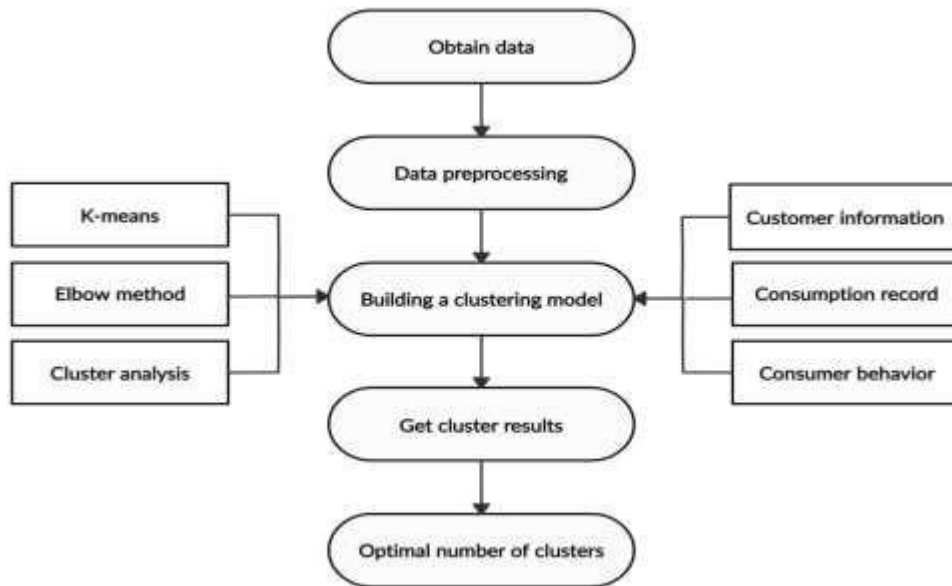 Obtain data
Data preprocessing
K-means
Customer information
Elbow method
Building a clustering model
Consumption record
Cluster analysis
Consumer behavior
Get cluster results
Optimal number of clusters